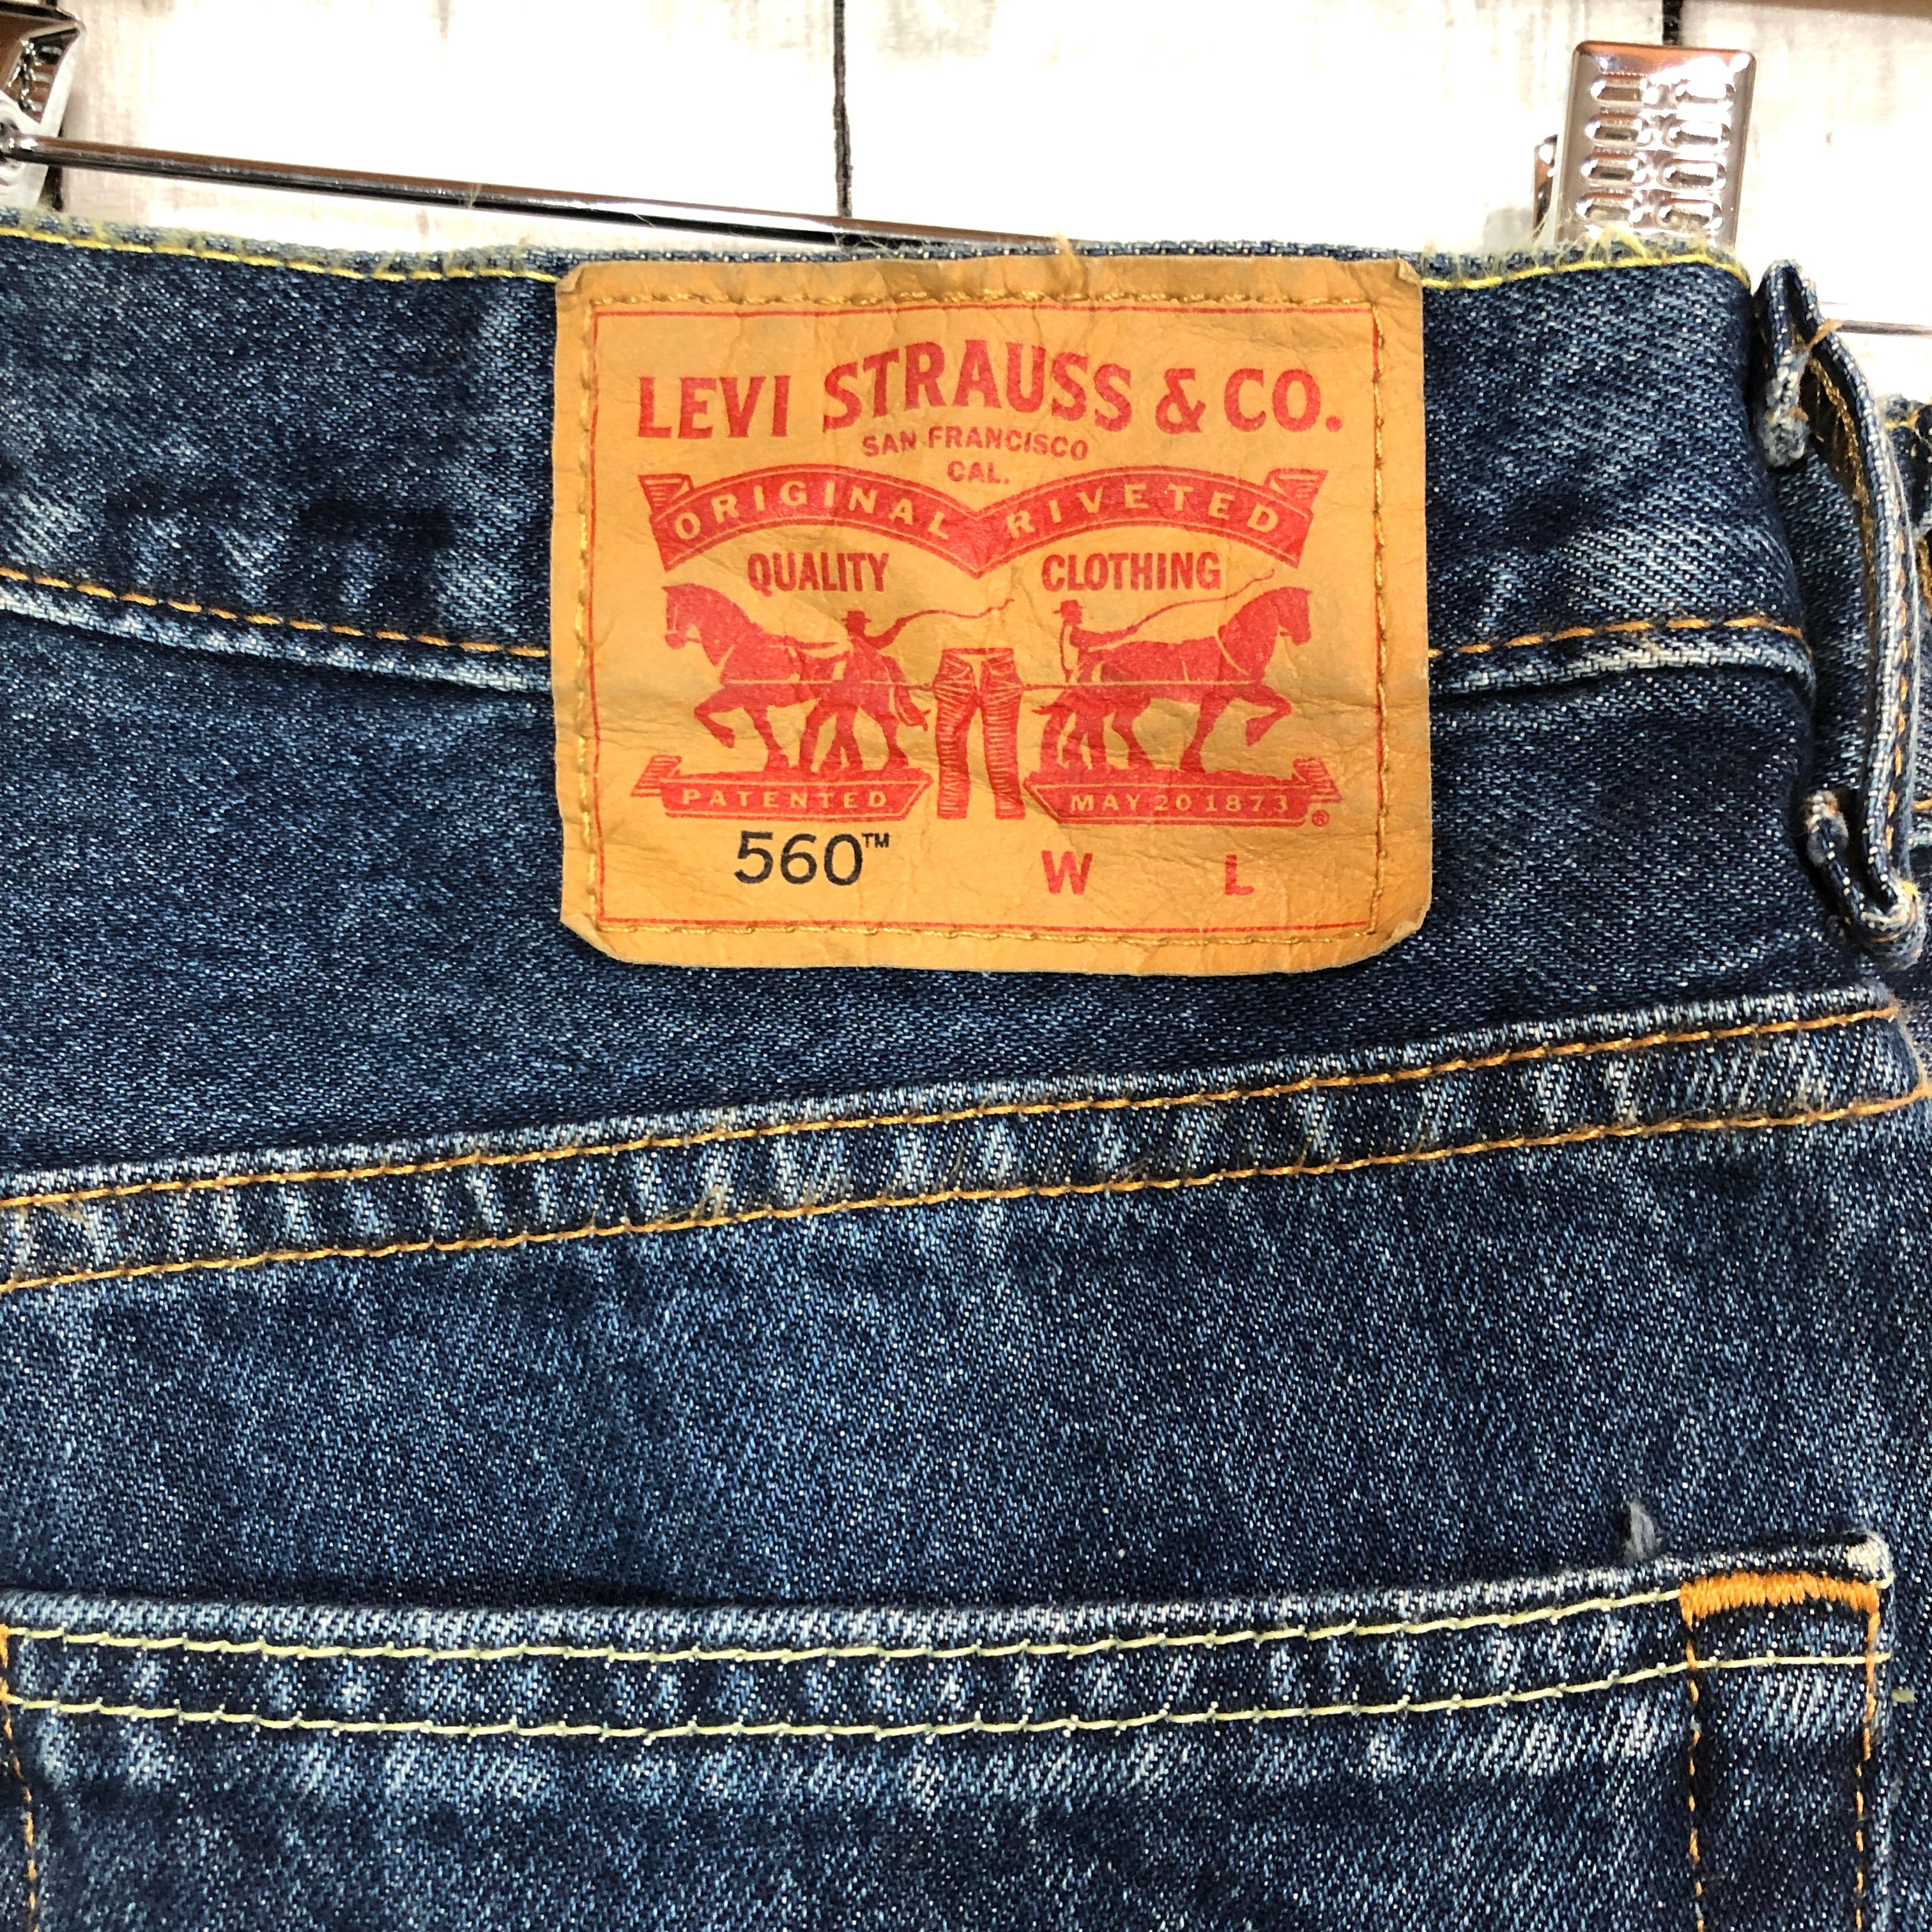 LEVI STRAUSS & CO.
SAN FRANCISCO
CAL.
ORIGINAL RIVETED
QUALITY CLOTHING
PATENTED MAY 20 1873 ®
560™ W L